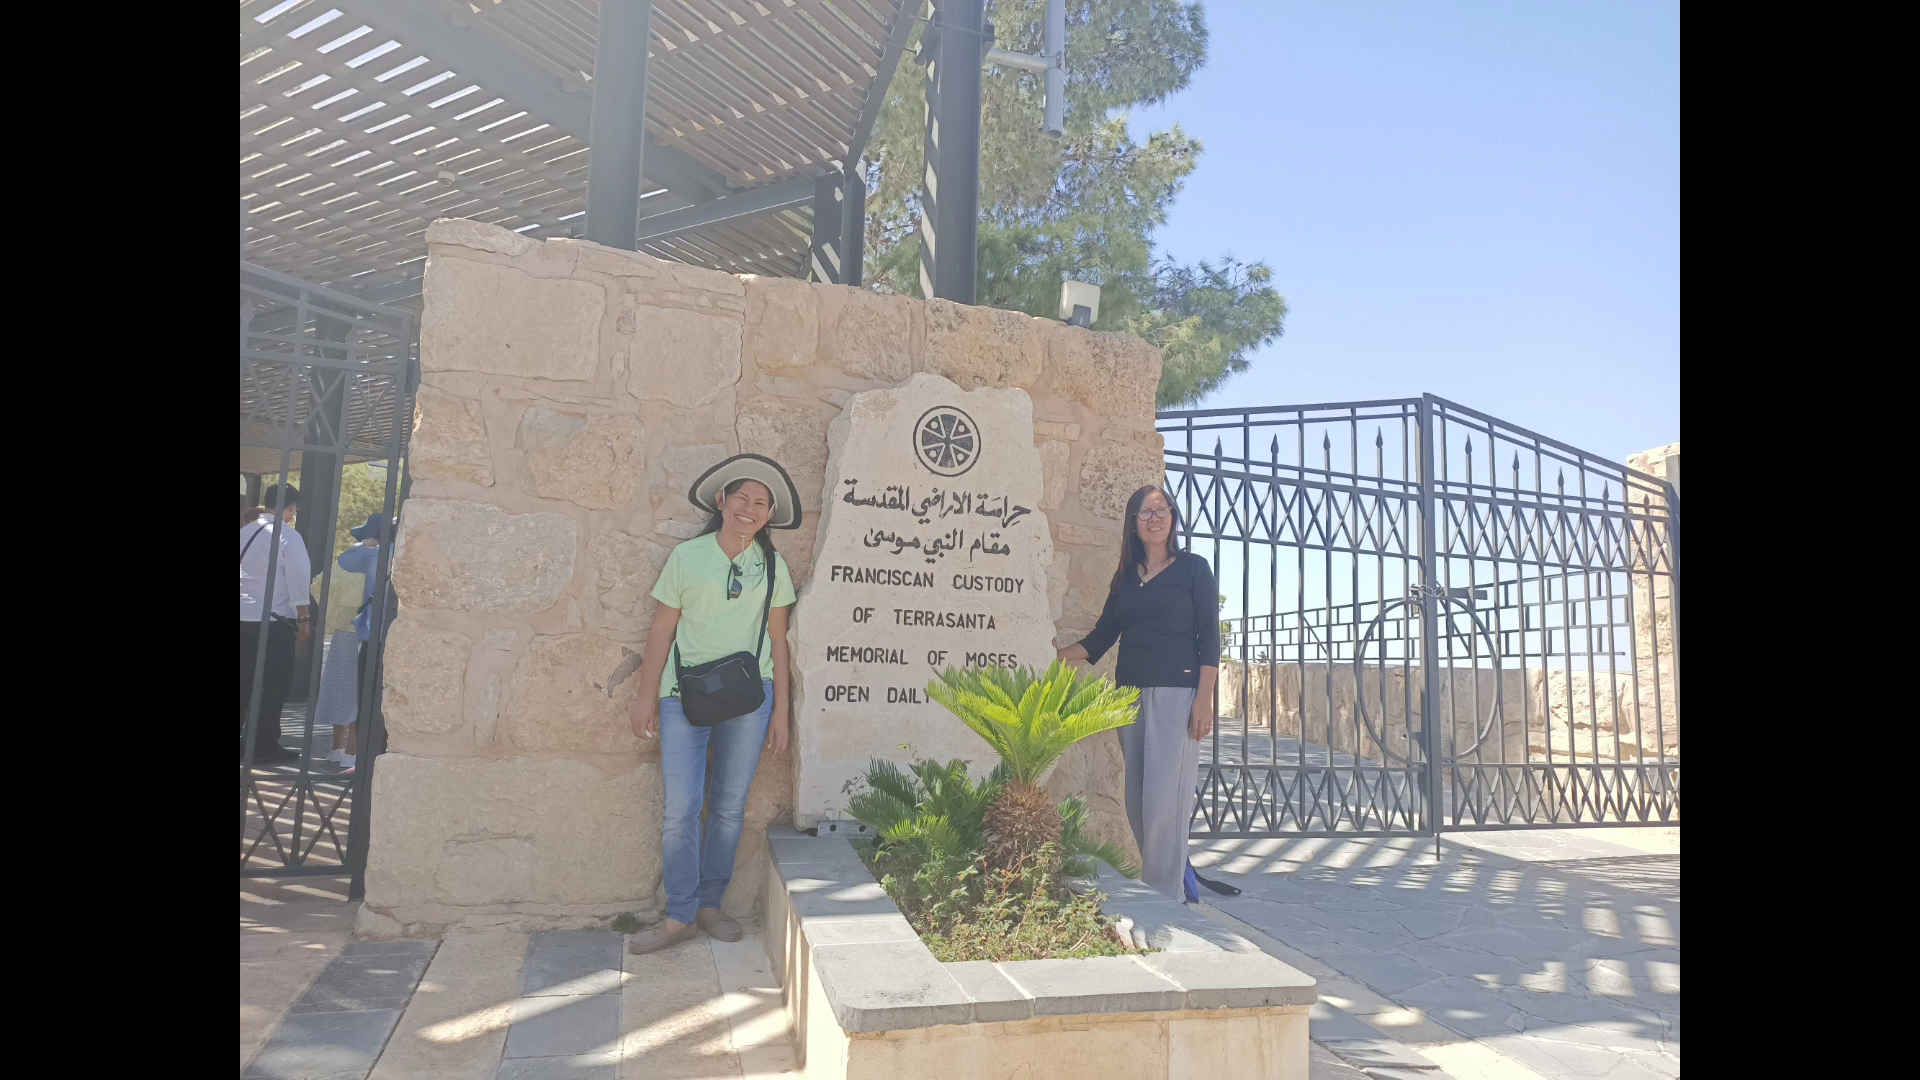 حراسة الاراضي المقدسة
مقام النبي موسى
FRANCISCAN CUSTODY
OF TERRASANTA
MEMORIAL OF MOSES
OPEN DAILY